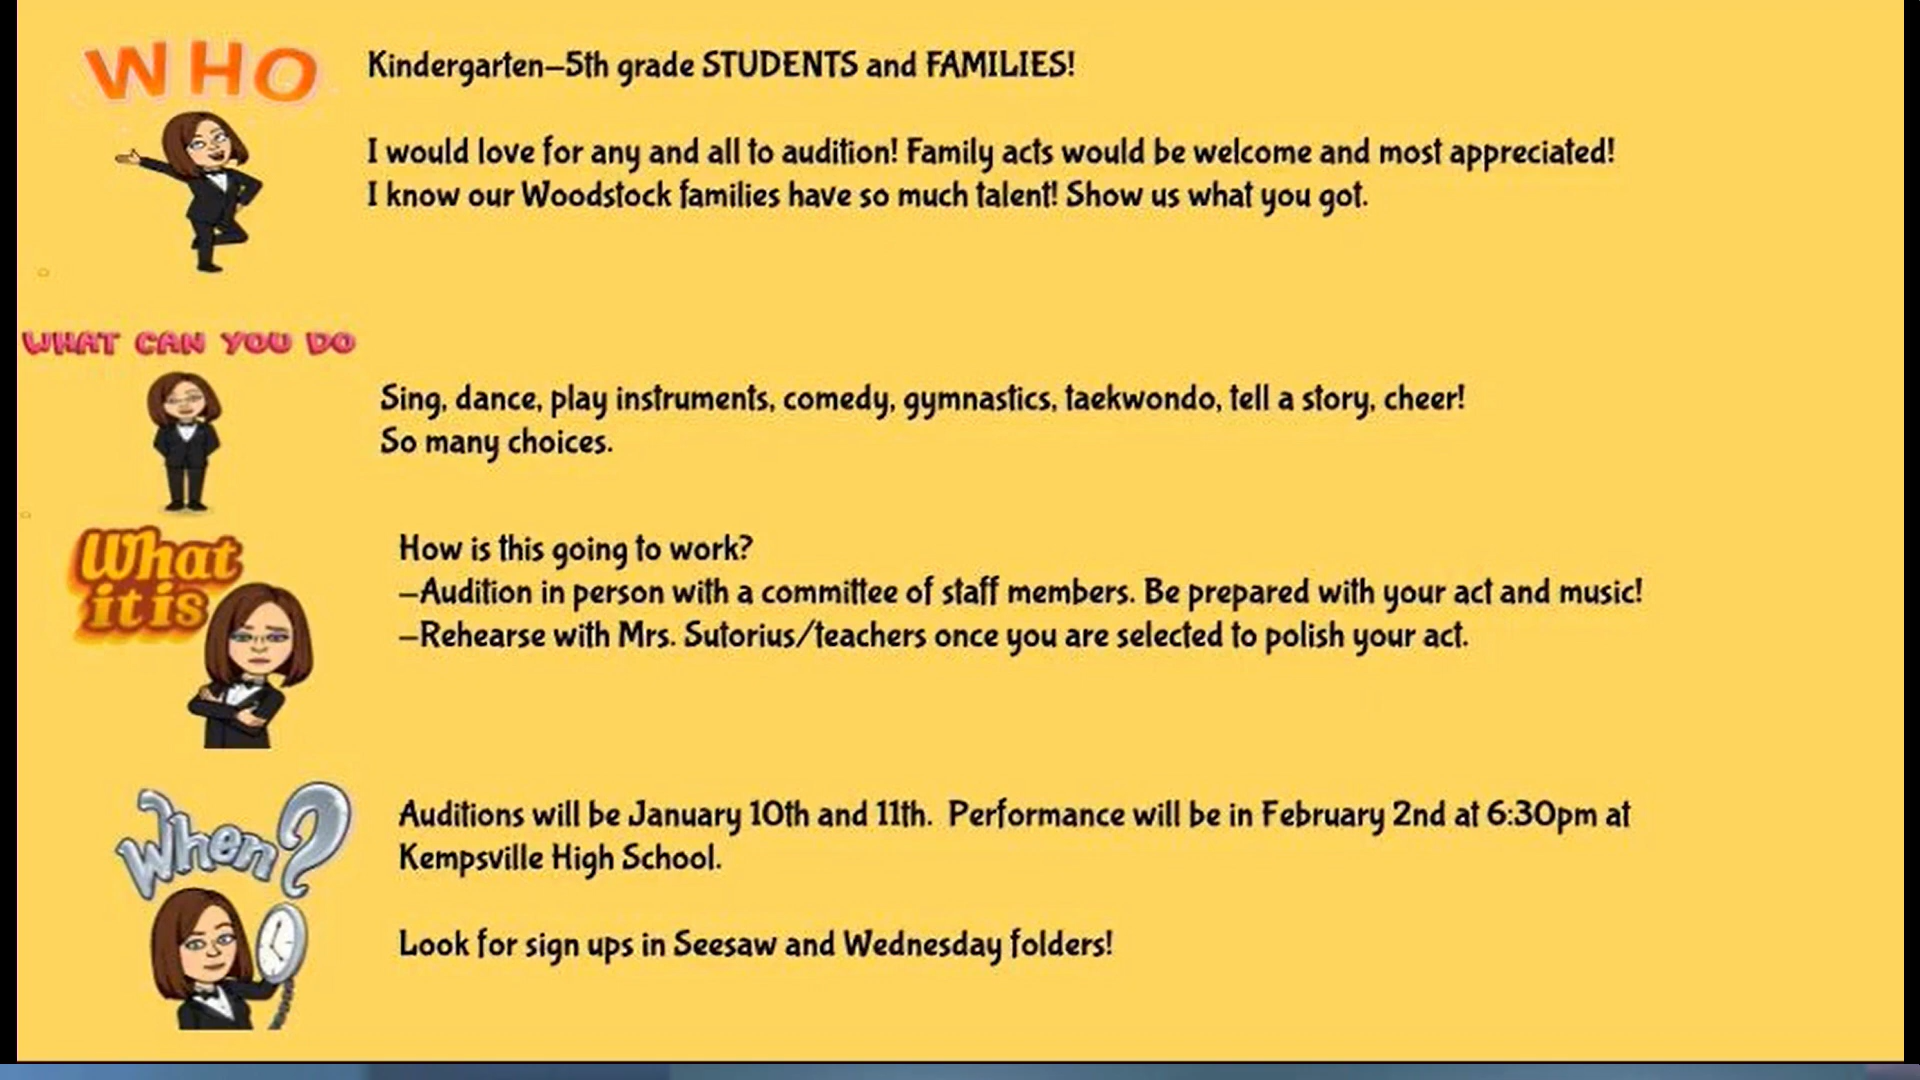 WHO
Kindergarten–5th grade STUDENTS and FAMILIES!
I would love for any and all to audition! Family acts would be welcome and most appreciated!
I know our Woodstock families have so much talent! Show us what you got.
WHAT CAN YOU DO
Sing, dance, play instruments, comedy, gymnastics, taekwondo, tell a story, cheer!
So many choices.
What
it is
How is this going to work?
–Audition in person with a committee of staff members. Be prepared with your act and music!
–Rehearse with Mrs. Sutorius/teachers once you are selected to polish your act.
When?
Auditions will be January 10th and 11th. Performance will be in February 2nd at 6:30pm at
Kempsville High School.
Look for sign ups in Seesaw and Wednesday folders!